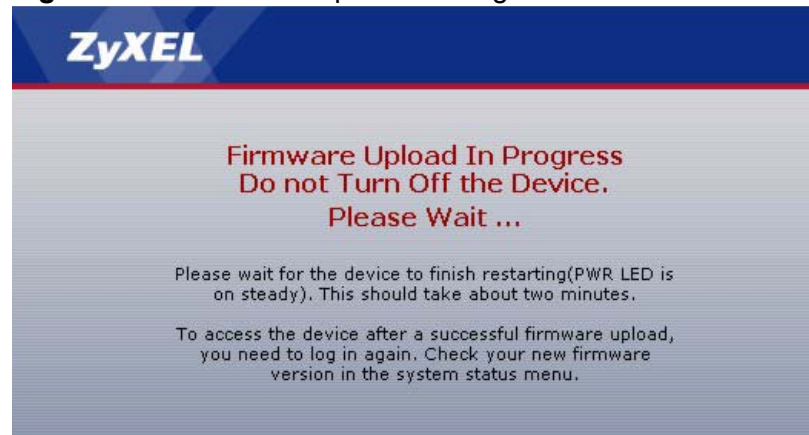 ZyXEL
Firmware Upload In Progress
Do not Turn Off the Device.
Please Wait ...
Please wait for the device to finish restarting(PWR LED is
on steady). This should take about two minutes.
To access the device after a successful firmware upload,
you need to log in again. Check your new firmware
version in the system status menu.